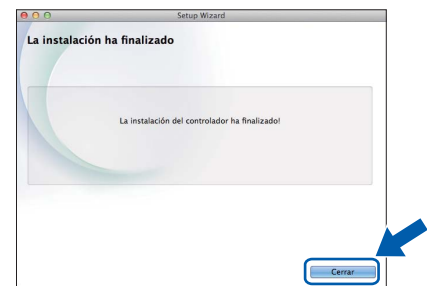 Setup Wizard
La instalación ha finalizado
La instalación del controlador ha finalizado!
Cerrar